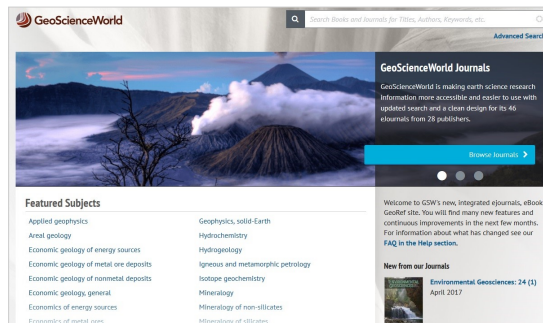 GeoScienceWorld
Search Books and Journals for Titles, Authors, Keywords, etc.
Advanced Search
GeoScienceWorld Journals
GeoScienceWorld is making earth science research
information more accessible and easier to use with
updated search and a clean design for its 46
eJournals from 28 publishers.
Browse Journals
Featured Subjects
Applied geophysics
Areal geology
Economic geology of energy sources
Economic geology of metal ore deposits
Economic geology of nonmetal deposits
Economic geology, general
Economics of energy sources
Economics of metal ores
Geophysics, solid-Earth
Hydrochemistry
Hydrogeology
Igneous and metamorphic petrology
Isotope geochemistry
Mineralogy
Mineralogy of non-silicates
Mineralogy of silicates
Welcome to GSW's new, integrated ejournals, eBook
GeoRef site. You will find many new features and
continuous improvements in the next few months.
For information about what has changed see our
FAQ in the Help section.
New from our Journals
Environmental Geosciences: 24 (1)
April 2017